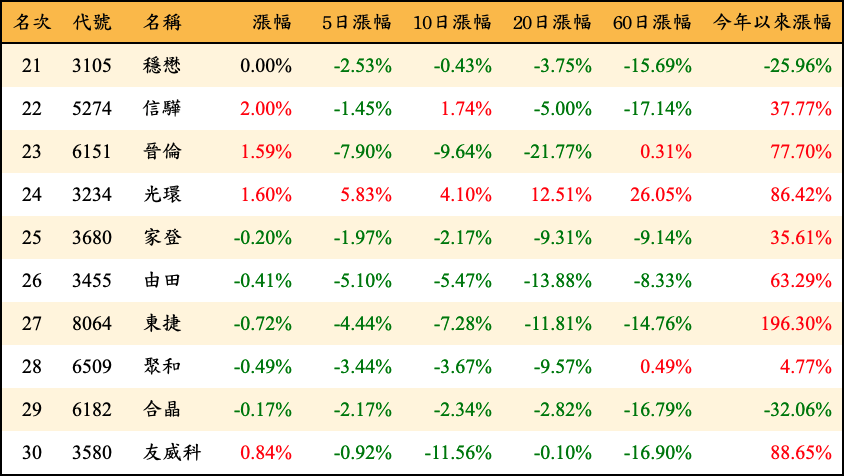 名次 代號 名稱 漲幅 5日漲幅 10日漲幅 20日漲幅 60日漲幅 今年以來漲幅
21 3105 穩懋 0.00% -2.53% -0.43% -3.75% -15.69% -25.96%
22 5274 信驊 2.00% -1.45% 1.74% -5.00% -17.14% 37.77%
23 6151 晉倫 1.59% -7.90% -9.64% -21.77% 0.31% 77.70%
24 3234 光環 1.60% 5.83% 4.10% 12.51% 26.05% 86.42%
25 3680 家登 -0.20% -1.97% -2.17% -9.31% -9.14% 35.61%
26 3455 由田 -0.41% -5.10% -5.47% -13.88% -8.33% 63.29%
27 8064 東捷 -0.72% -4.44% -7.28% -11.81% -14.76% 196.30%
28 6509 聚和 -0.49% -3.44% -3.67% -9.57% 0.49% 4.77%
29 6182 合晶 -0.17% -2.17% -2.34% -2.82% -16.79% -32.06%
30 3580 友威科 0.84% -0.92% -11.56% -0.10% -16.90% 88.65%